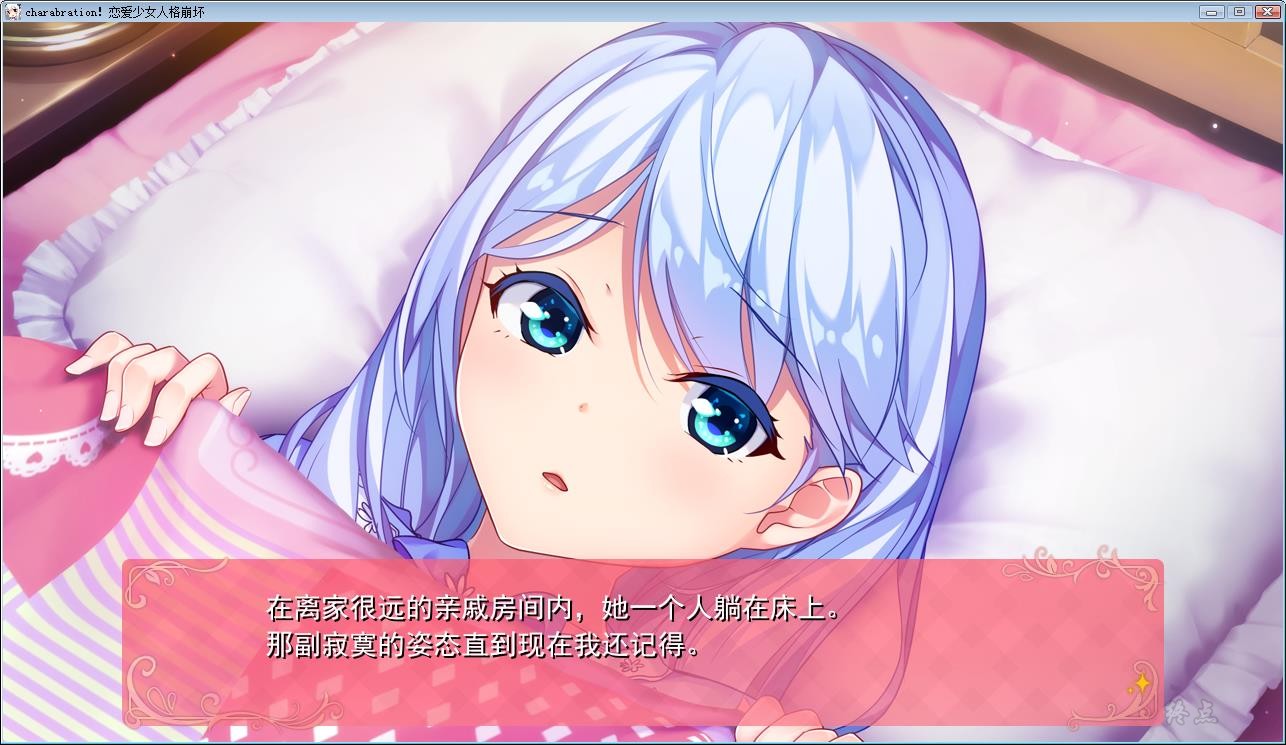 charabration! 恋爱少女人格崩坏
在离家很远的亲戚房间内，她一个人躺在床上。
那副寂寞的姿态直到现在我还记得。
终点